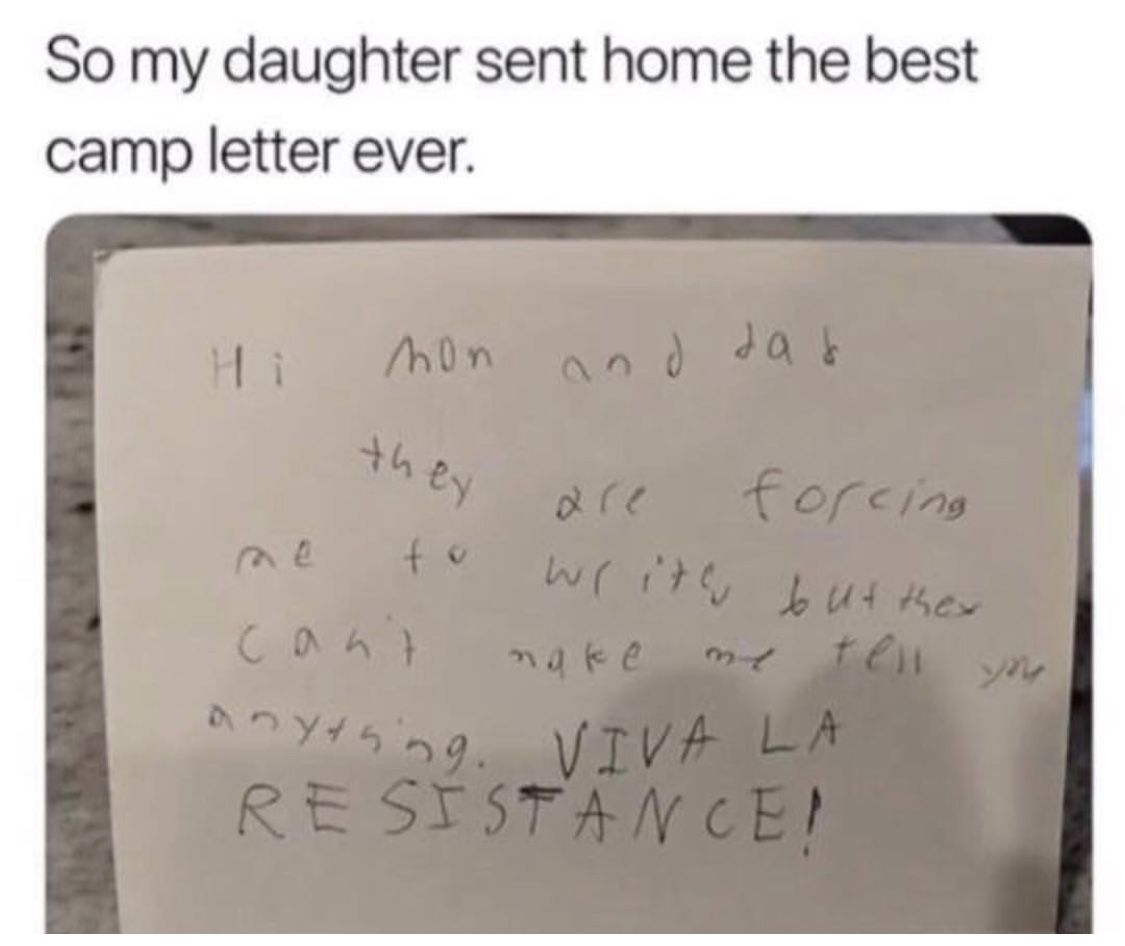 So my daughter sent home the best
camp letter ever.
Hi mom and dad
they are forcing
me to write but they
can't make me tell you
anything. VIVA LA
RESISTANCE!